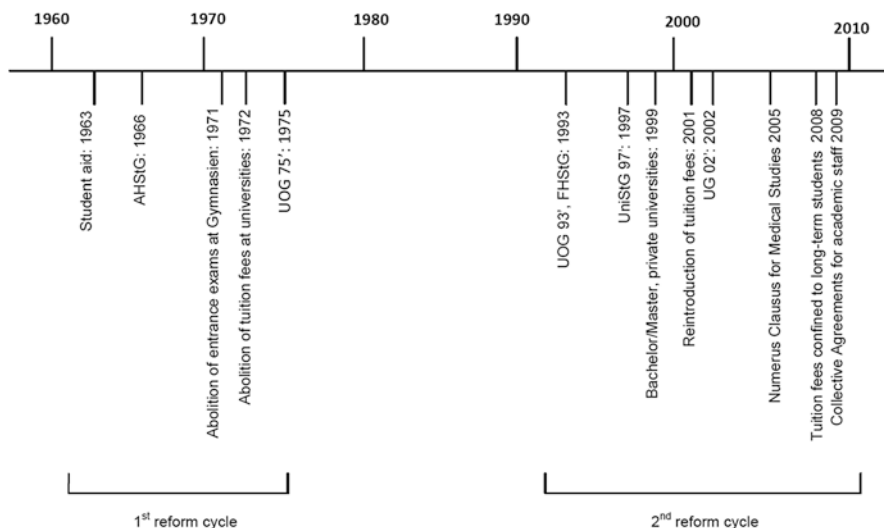 1960
1970
1980
1990
2000
2010
Student aid: 1963
AHStG: 1966
Abolition of entrance exams at Gymnasien: 1971
Abolition of tuition fees at universities: 1972
UOG 75': 1975
UOG 93', FHStG: 1993
UniStG 97': 1997
Bachelor/Master, private universities: 1999
Reintroduction of tuition fees: 2001
UG 02': 2002
Numerus Clausus for Medical Studies 2005
Tuition fees confined to long-term students 2008
Collective Agreements for academic staff 2009
1st reform cycle
2nd reform cycle